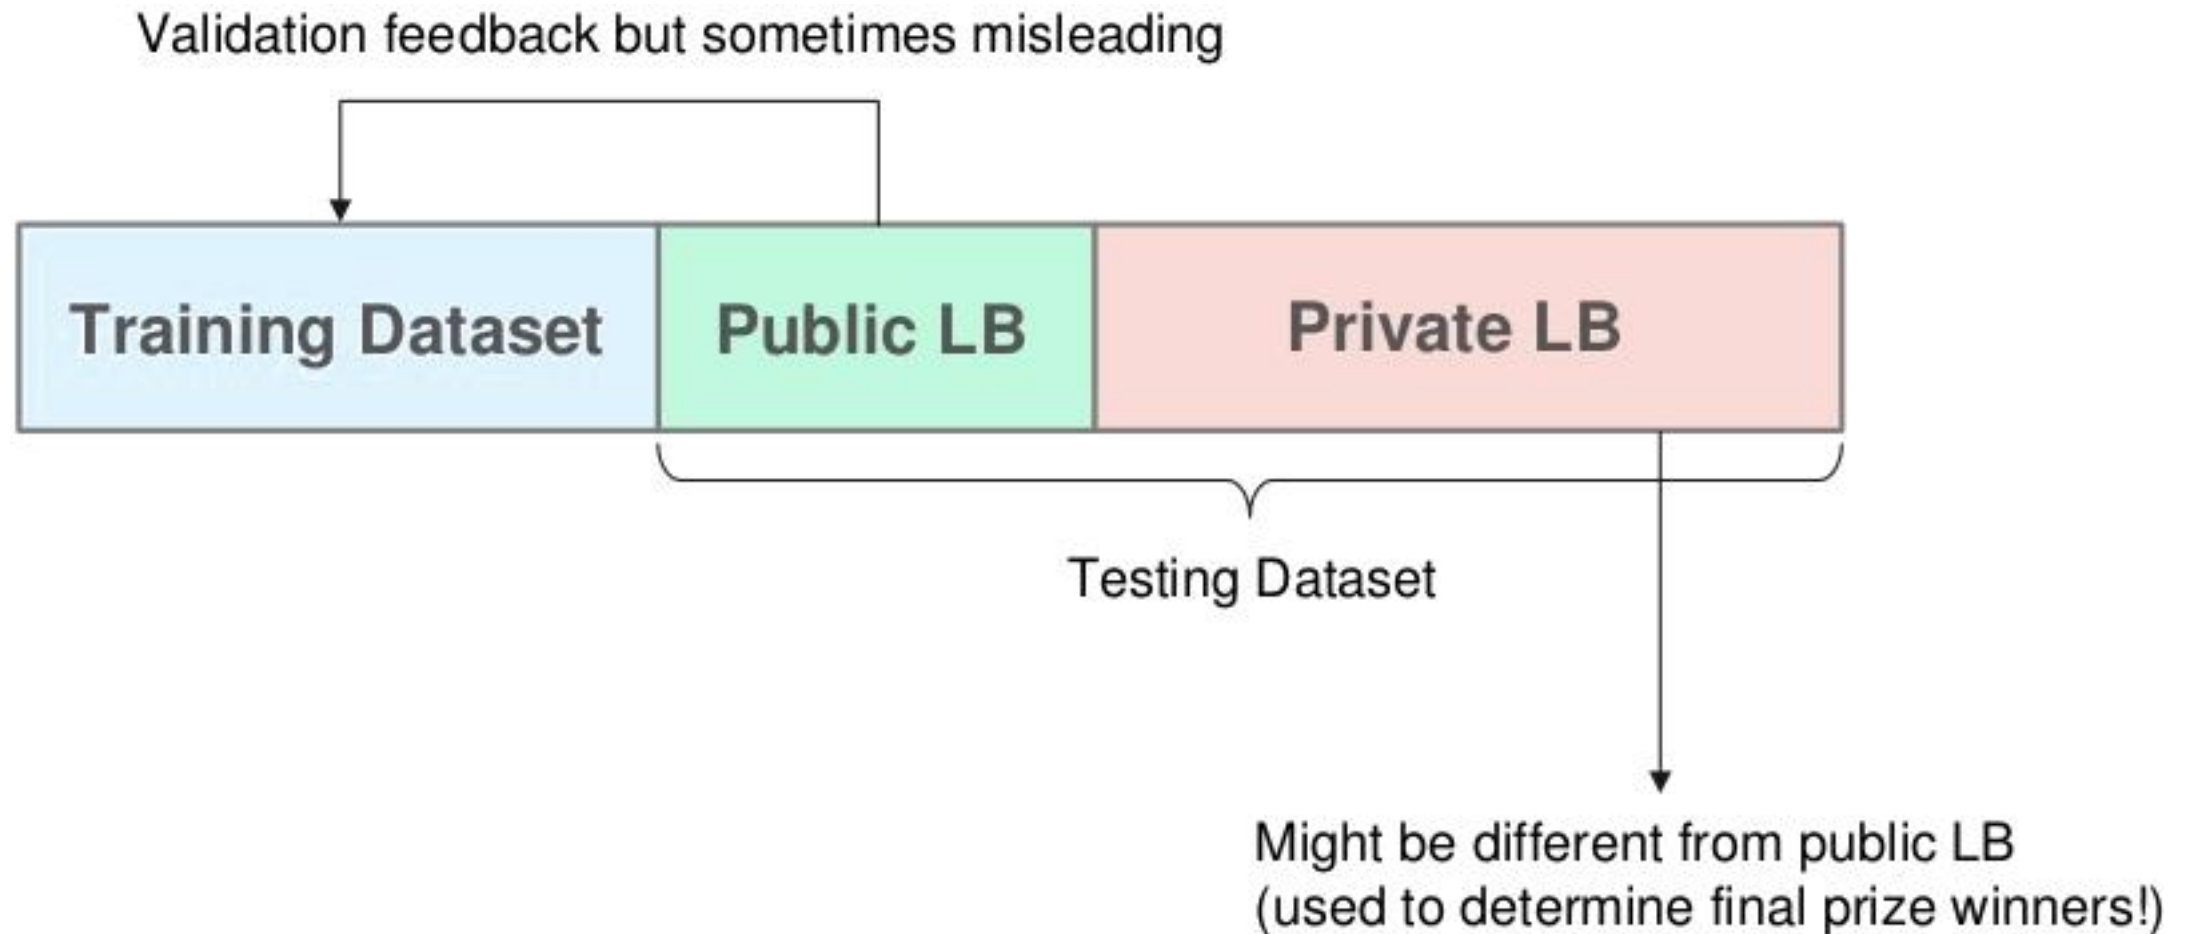 Validation feedback but sometimes misleading
Training Dataset
Public LB
Private LB
Testing Dataset
Might be different from public LB
(used to determine final prize winners!)